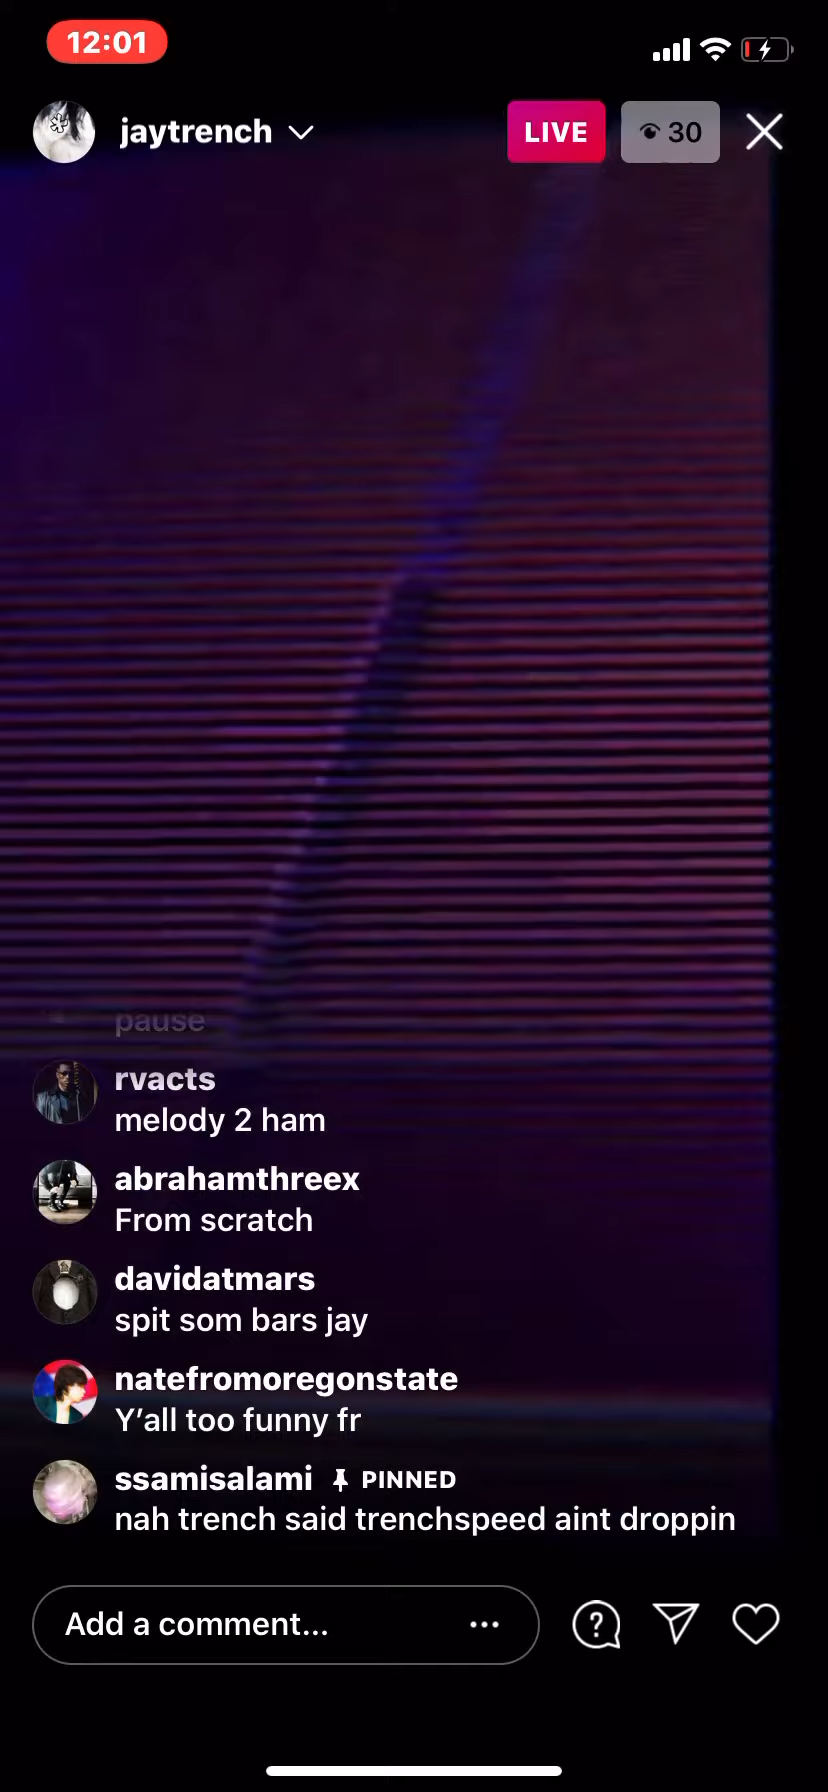 12:01
jaytrench
LIVE
30
pause
rvacts
melody 2 ham
abrahamthreex
From scratch
davidatmars
spit som bars jay
natefromoregonstate
Y’all too funny fr
ssamisalami PINNED
nah trench said trenchspeed aint droppin
Add a comment...